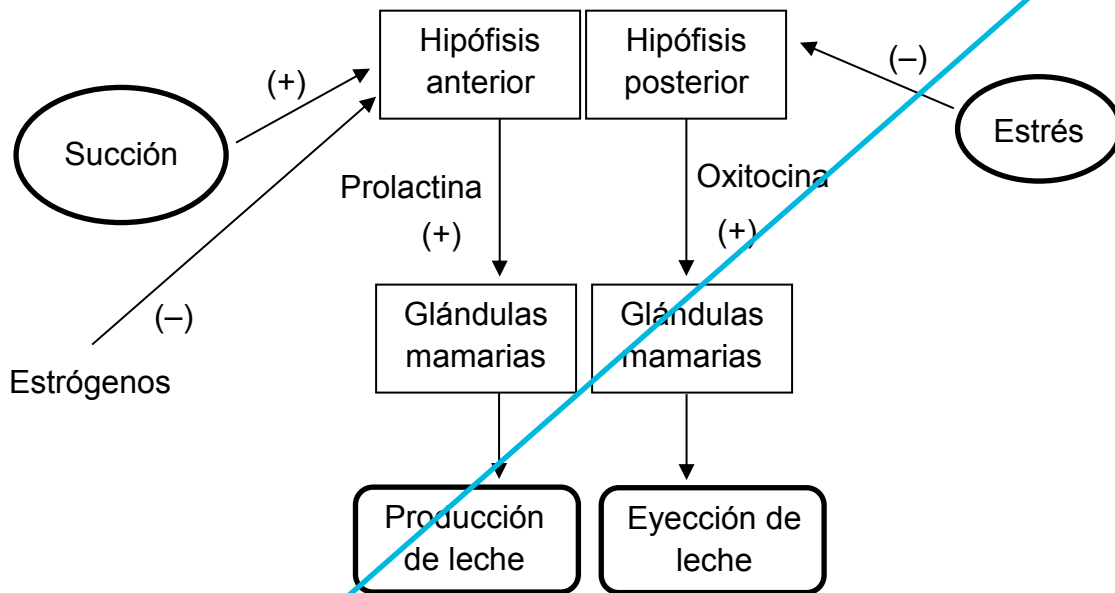 Hipófisis
anterior
Hipófisis
posterior
(+)
(–)
Succión
Estrés
Prolactina
Oxitocina
(+)
(+)
(–)
Glándulas
mamarias
Glándulas
mamarias
Estrógenos
Producción
de leche
Eyección de
leche